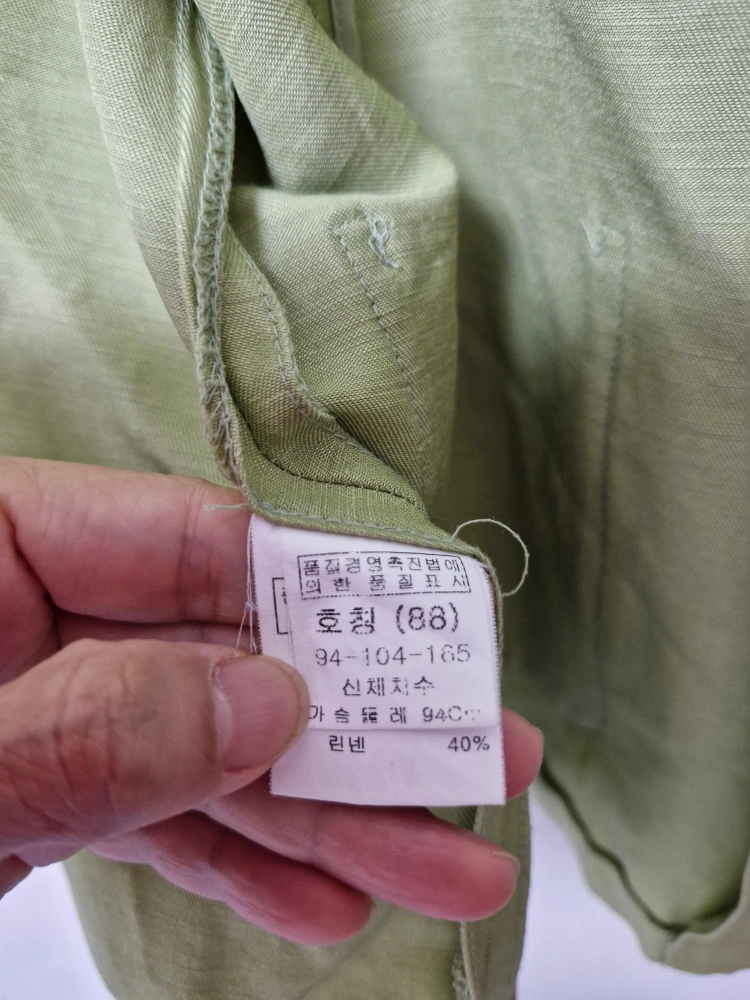 품질경영촉진법에
의한 품질표시
호칭 (88)
94-104-165
신체치수
가슴둘레 94Cm
린넨 40%